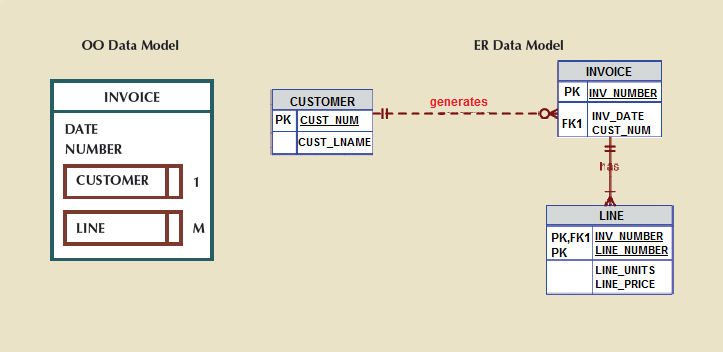 OO Data Model
INVOICE
DATE
NUMBER
CUSTOMER 1
LINE M
ER Data Model
CUSTOMER
PK CUST_NUM
CUST_LNAME
generates
INVOICE
PK INV_NUMBER
INV_DATE
FK1 CUST_NUM
has
LINE
PK,FK1 INV_NUMBER
PK LINE_NUMBER
LINE_UNITS
LINE_PRICE